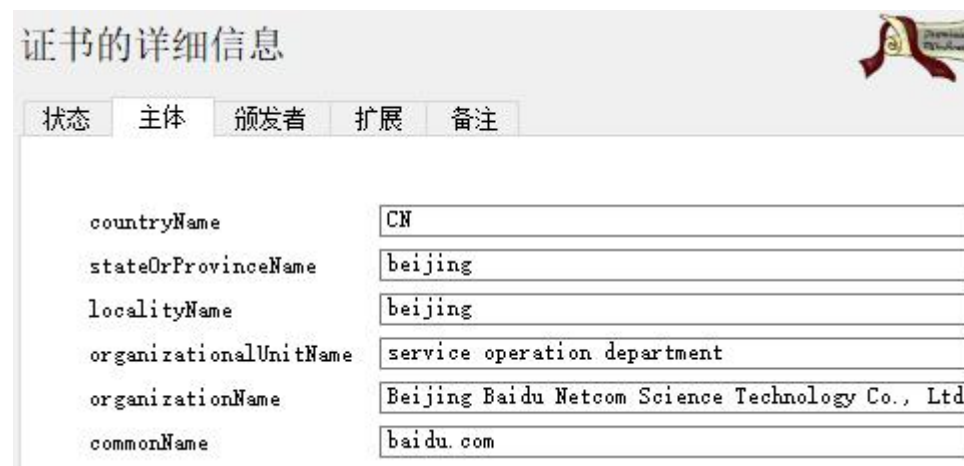 证书的详细信息
状态 主体 颁发者 扩展 备注
countryName CN
stateOrProvinceName beijing
localityName beijing
organizationalUnitName service operation department
organizationName Beijing Baidu Netcom Science Technology Co., Ltd
commonName baidu.com